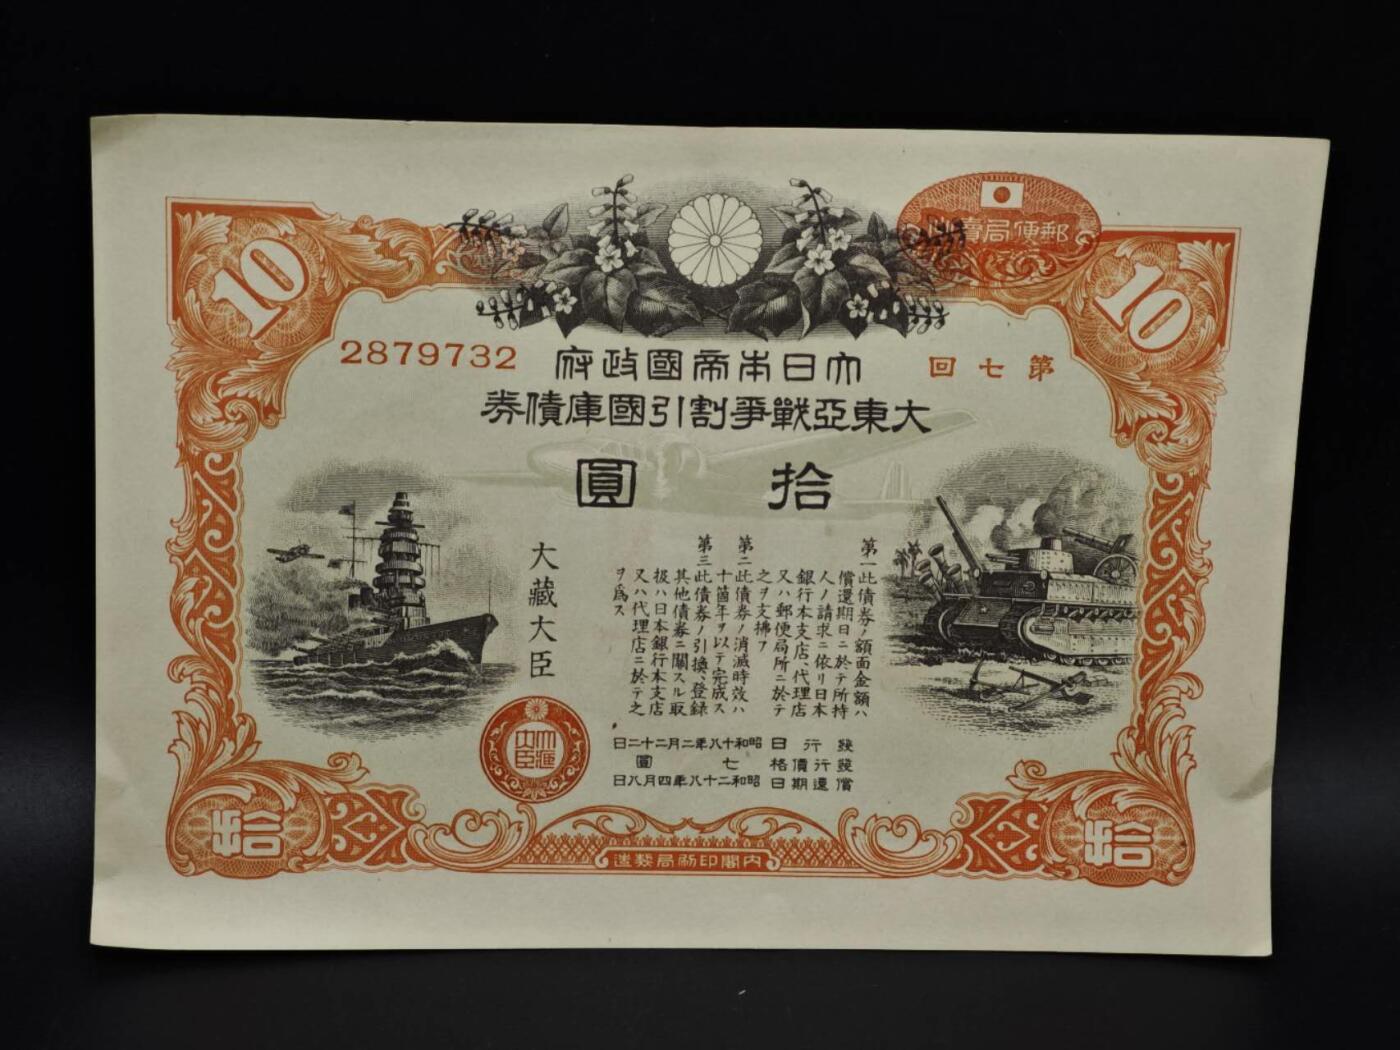 10
郵便局賣出
10
2879732
第七回
大日本帝國政府
大東亞戰爭割引國庫債券
拾圓
第一此債券ノ額面金額ハ
償還期日ニ於テ所持
人ノ請求ニ依リ日本
銀行本支店、代理店
又ハ郵便局所ニ於テ
之ヲ支拂フ
第二此債券ノ消滅時效ハ
十箇年ヲ以テ完成ス
第三此債券ノ引換、登録
其他債券ニ關スル取
扱ハ日本銀行本支店
又ハ代理店ニ於テ之
ヲ爲ス
大藏大臣
發行日 昭和十八年二月二十二日
發行價格 七圓
償還期日 昭和二十八年四月八日
大藏大臣
拾
拾
内閣印刷局製造